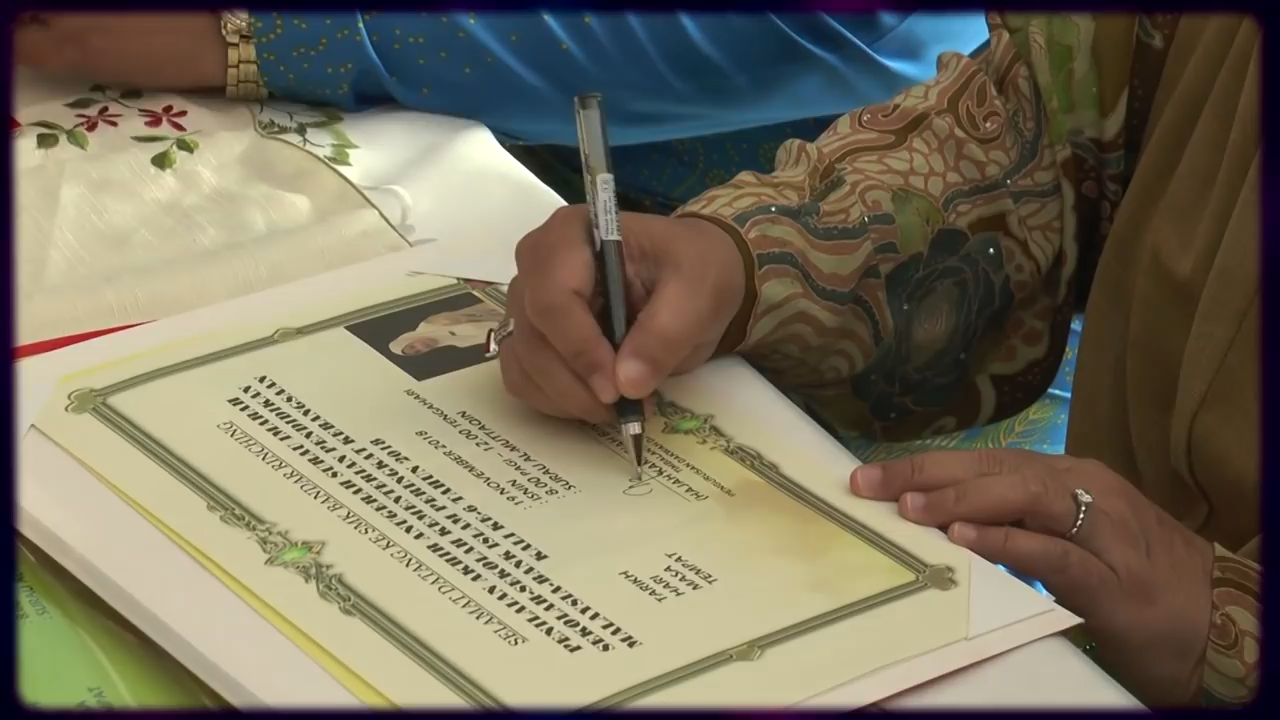 SELAMAT DATANG KE SMK BANDAR RINCHING
PENILAIAN AKHIR ANUGERAH SURAU INDAH
SEKOLAH-SEKOLAH KEMENTERIAN PENDIDIKAN
MALAYSIA-BANK ISLAM PERINGKAT KEBANGSAAN
KALI KE-6 TAHUN 2018
TARIKH : 19 NOVEMBER 2018
HARI : ISNIN
MASA : 8.00 PAGI - 12.00 TENGAHARI
TEMPAT : SURAU AL-MUTTAQIN